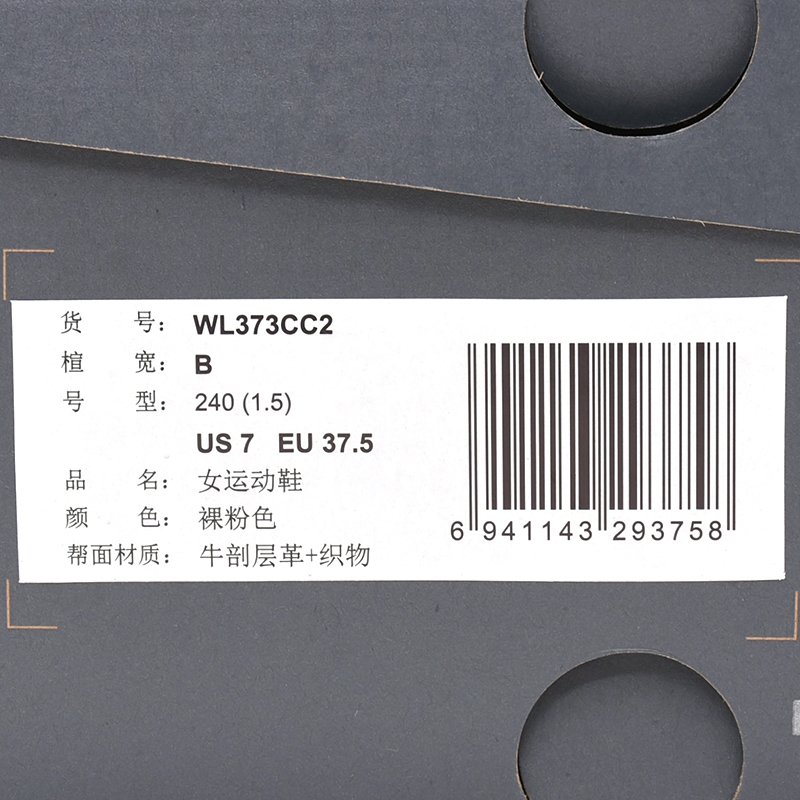 货 号： WL373CC2
楦 宽： B
号 型： 240 (1.5)
US 7 EU 37.5
品 名： 女运动鞋
颜 色： 裸粉色
帮面材质： 牛剖层革+织物
6 941143 293758